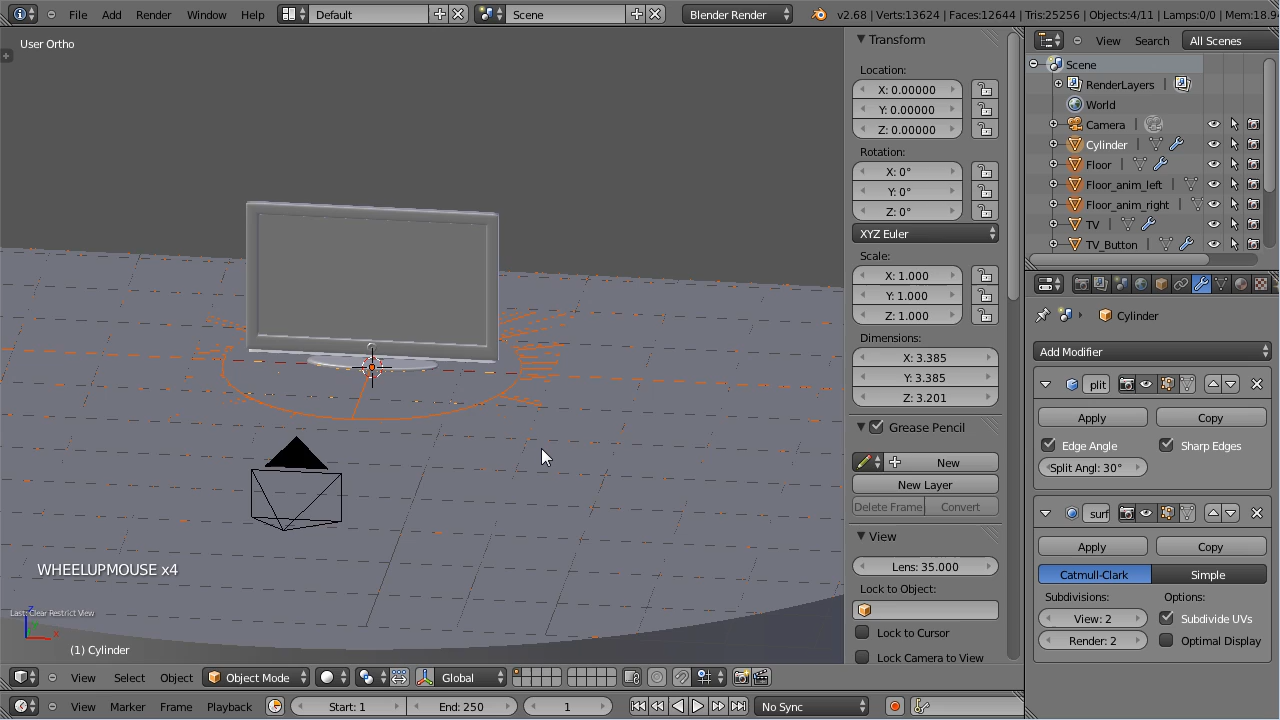 File Add Render Window Help Default Scene Blender Render v2.68 | Verts:13624 | Faces:12644 | Tris:25256 | Objects:4/11 | Lamps:0/0 | Mem:18.9
User Ortho
Transform
Location:
X: 0.00000
Y: 0.00000
Z: 0.00000
Rotation:
X: 0°
Y: 0°
Z: 0°
XYZ Euler
Scale:
X: 1.000
Y: 1.000
Z: 1.000
Dimensions:
X: 3.385
Y: 3.385
Z: 3.201
Grease Pencil
New
New Layer
Delete Frame Convert
View
Lens: 35.000
Lock to Object:
Lock to Cursor
Lock Camera to View
View Search All Scenes
Scene
RenderLayers
World
Camera
Cylinder
Floor
Floor_anim_left
Floor_anim_right
TV
TV_Button
Cylinder
Add Modifier
plit
Apply Copy
Edge Angle Sharp Edges
Split Angl: 30°
surf
Apply Copy
Catmull-Clark Simple
Subdivisions: Options:
View: 2 Subdivide UVs
Render: 2 Optimal Display
WHEELUPMOUSE x4
Last: Clear Restrict View
z
x
(1) Cylinder
View Select Object Object Mode Global
View Marker Frame Playback Start: 1 End: 250 1 No Sync